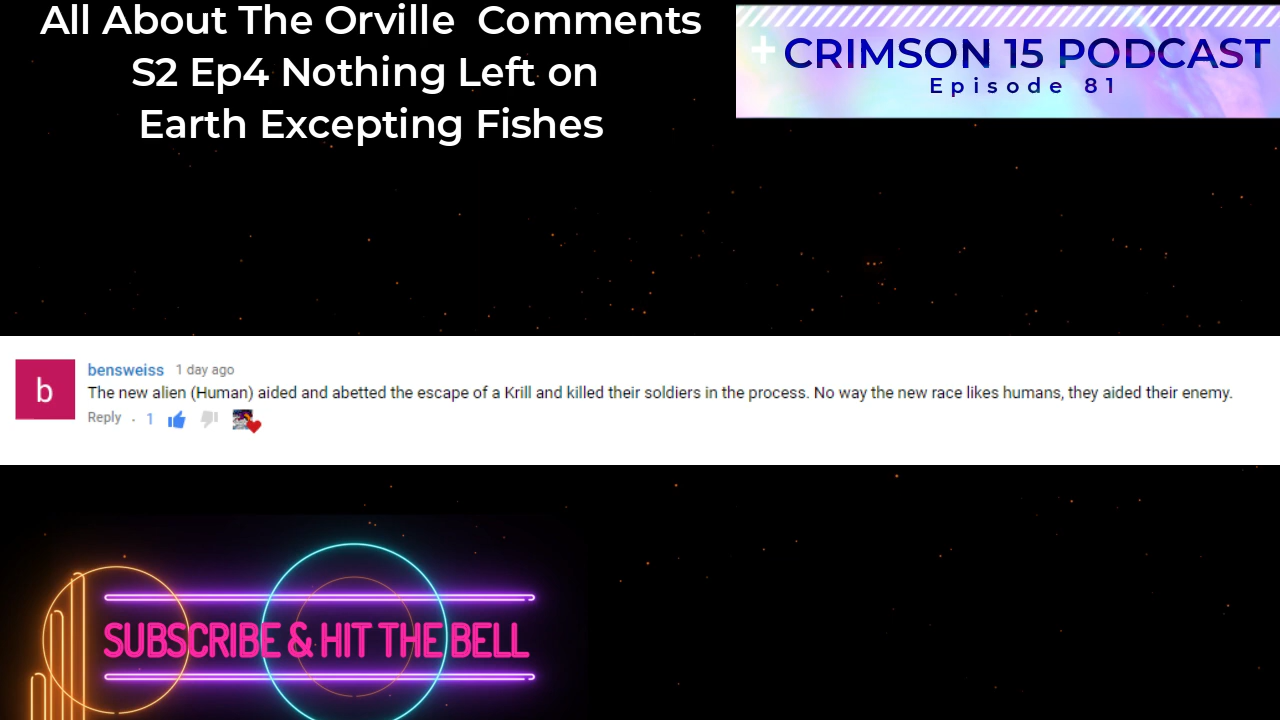 All About The Orville Comments
S2 Ep4 Nothing Left on
Earth Excepting Fishes
+ CRIMSON 15 PODCAST
Episode 81
b
bensweiss 1 day ago
The new alien (Human) aided and abetted the escape of a Krill and killed their soldiers in the process. No way the new race likes humans, they aided their enemy.
Reply · 1
SUBSCRIBE & HIT THE BELL